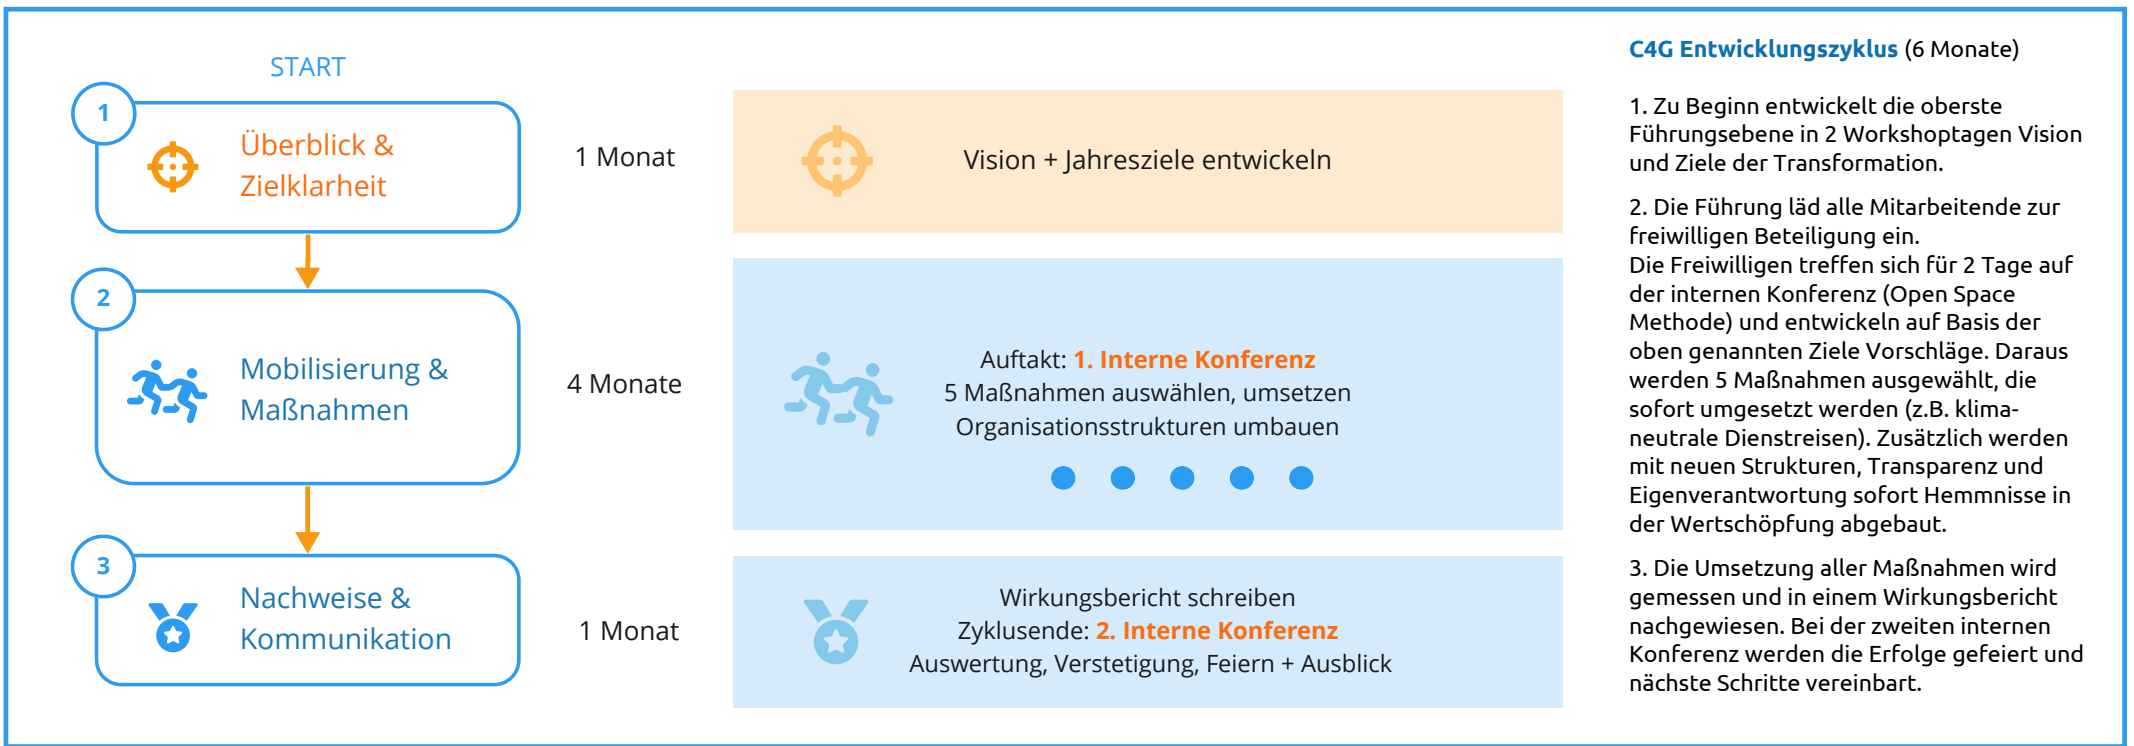 START
1
Überblick &
Zielklarheit
1 Monat
Vision + Jahresziele entwickeln
2
Mobilisierung &
Maßnahmen
4 Monate
Auftakt: 1. Interne Konferenz
5 Maßnahmen auswählen, umsetzen
Organisationsstrukturen umbauen
3
Nachweise &
Kommunikation
1 Monat
Wirkungsbericht schreiben
Zyklusende: 2. Interne Konferenz
Auswertung, Verstetigung, Feiern + Ausblick
C4G Entwicklungszyklus (6 Monate)
1. Zu Beginn entwickelt die oberste
Führungsebene in 2 Workshoptagen Vision
und Ziele der Transformation.
2. Die Führung läd alle Mitarbeitende zur
freiwilligen Beteiligung ein.
Die Freiwilligen treffen sich für 2 Tage auf
der internen Konferenz (Open Space
Methode) und entwickeln auf Basis der
oben genannten Ziele Vorschläge. Daraus
werden 5 Maßnahmen ausgewählt, die
sofort umgesetzt werden (z.B. klima-
neutrale Dienstreisen). Zusätzlich werden
mit neuen Strukturen, Transparenz und
Eigenverantwortung sofort Hemmnisse in
der Wertschöpfung abgebaut.
3. Die Umsetzung aller Maßnahmen wird
gemessen und in einem Wirkungsbericht
nachgewiesen. Bei der zweiten internen
Konferenz werden die Erfolge gefeiert und
nächste Schritte vereinbart.